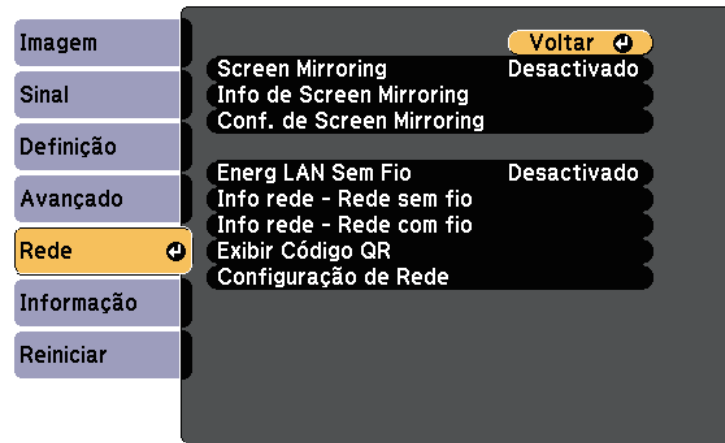 Imagem
Sinal
Definição
Avançado
Rede
Informação
Reiniciar
Voltar
Screen Mirroring Desactivado
Info de Screen Mirroring
Conf. de Screen Mirroring
Energ LAN Sem Fio Desactivado
Info rede - Rede sem fio
Info rede - Rede com fio
Exibir Código QR
Configuração de Rede